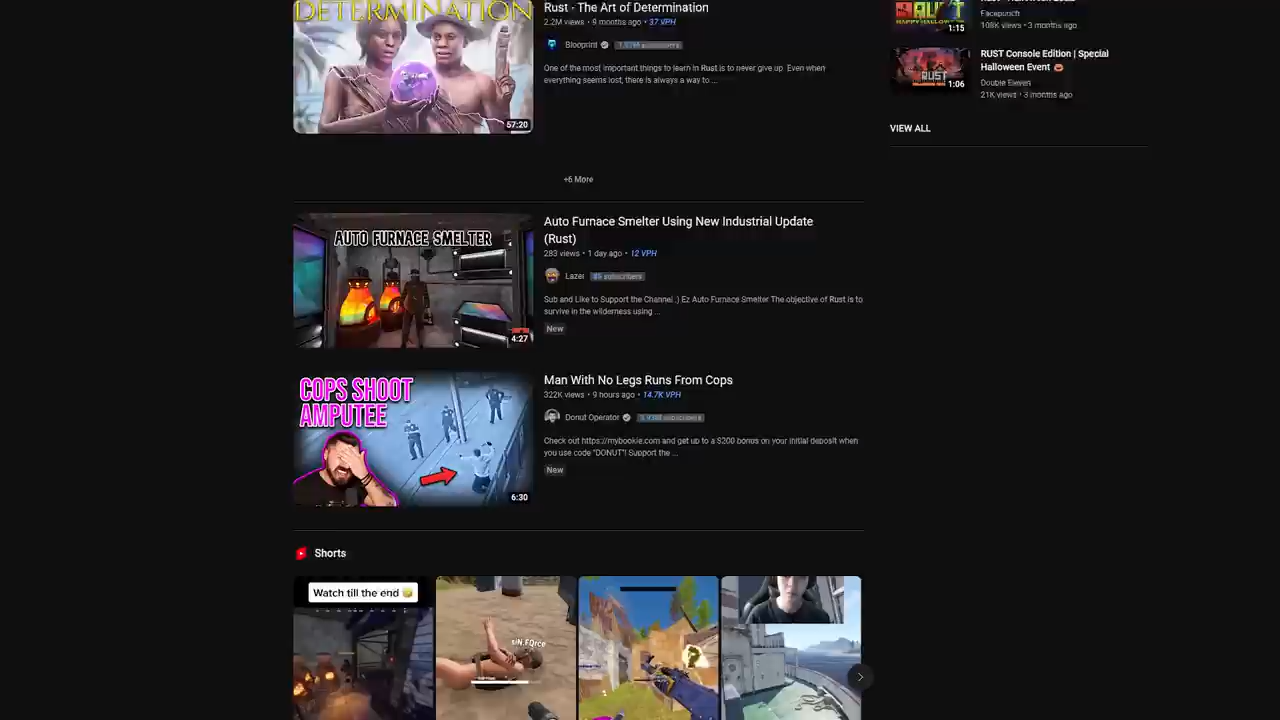 DETERMINATION
Rust - The Art of Determination
2.2M views • 9 months ago • 37 VPH
Blooprint
One of the most important things to learn in Rust is to never give up. Even when
everything seems lost, there is always a way to ...
57:20
+6 More
AUTO FURNACE SMELTER
4:27
Auto Furnace Smelter Using New Industrial Update
(Rust)
283 views • 1 day ago • 12 VPH
Lazer
85 subscribers
Sub and Like to Support the Channel ;) Ez Auto Furnace Smelter The objective of Rust is to
survive in the wilderness using ...
New
COPS SHOOT
AMPUTEE
6:30
Man With No Legs Runs From Cops
322K views • 9 hours ago • 14.7K VPH
Donut Operator
Check out https://mybookie.com and get up to a $200 bonus on your initial deposit when
you use code "DONUT"! Support the ...
New
Shorts
Watch till the end
RUST
1:15
Facepunch
108K views • 3 months ago
RUST
1:06
RUST Console Edition | Special
Halloween Event
Double Eleven
21K views • 3 months ago
VIEW ALL